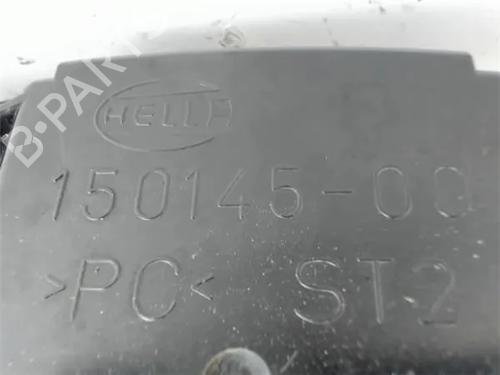 B-PARTS
HELLA
150145-00
>PC< ST2